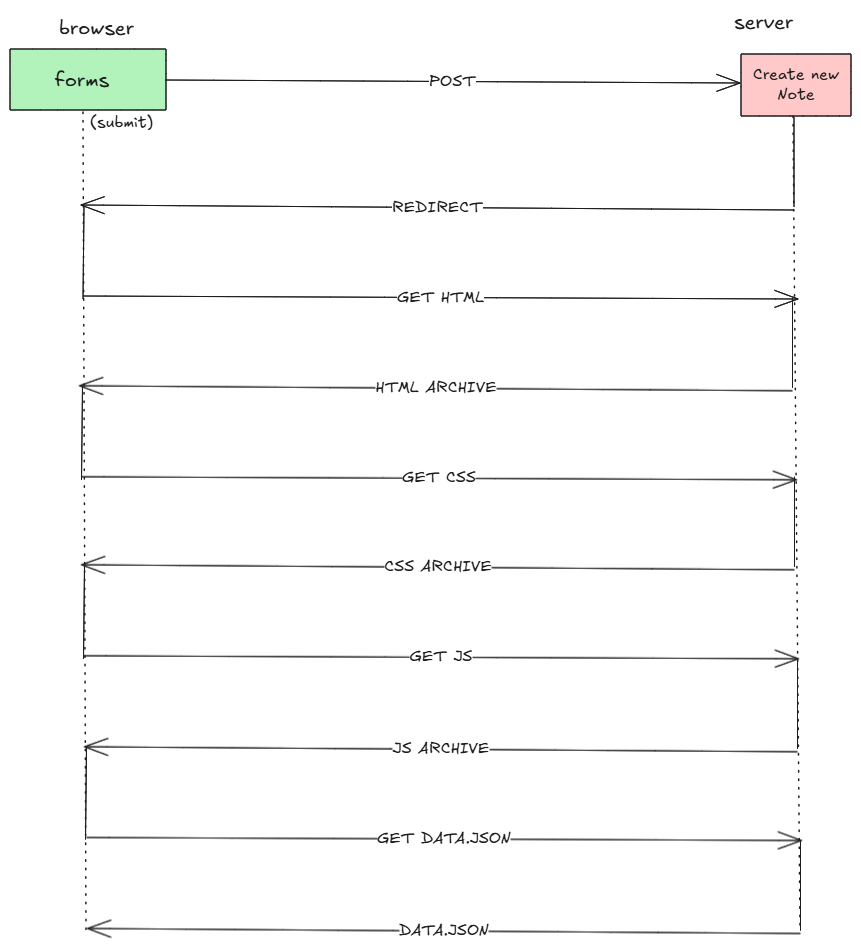 browser
server
forms
POST
Create new
Note
(submit)
REDIRECT
GET HTML
HTML ARCHIVE
GET CSS
CSS ARCHIVE
GET JS
JS ARCHIVE
GET DATA.JSON
DATA.JSON